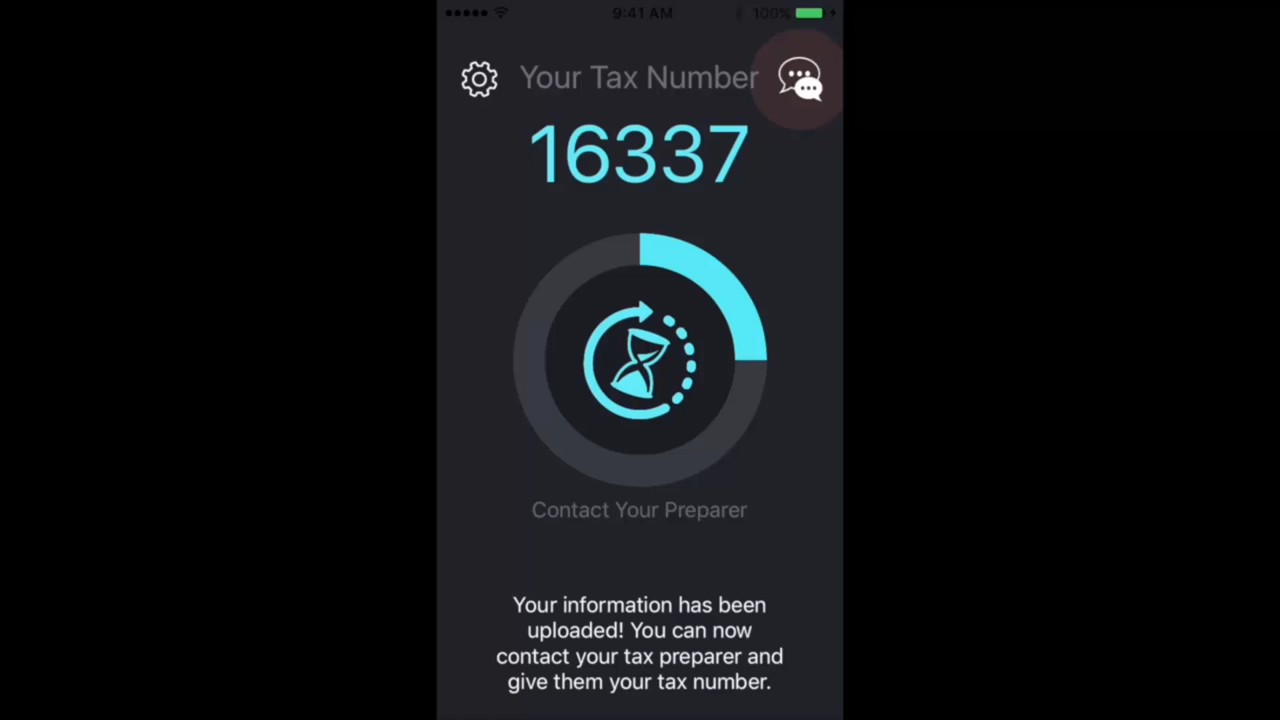 9:41 AM
100%
Your Tax Number
16337
Contact Your Preparer
Your information has been
uploaded! You can now
contact your tax preparer and
give them your tax number.